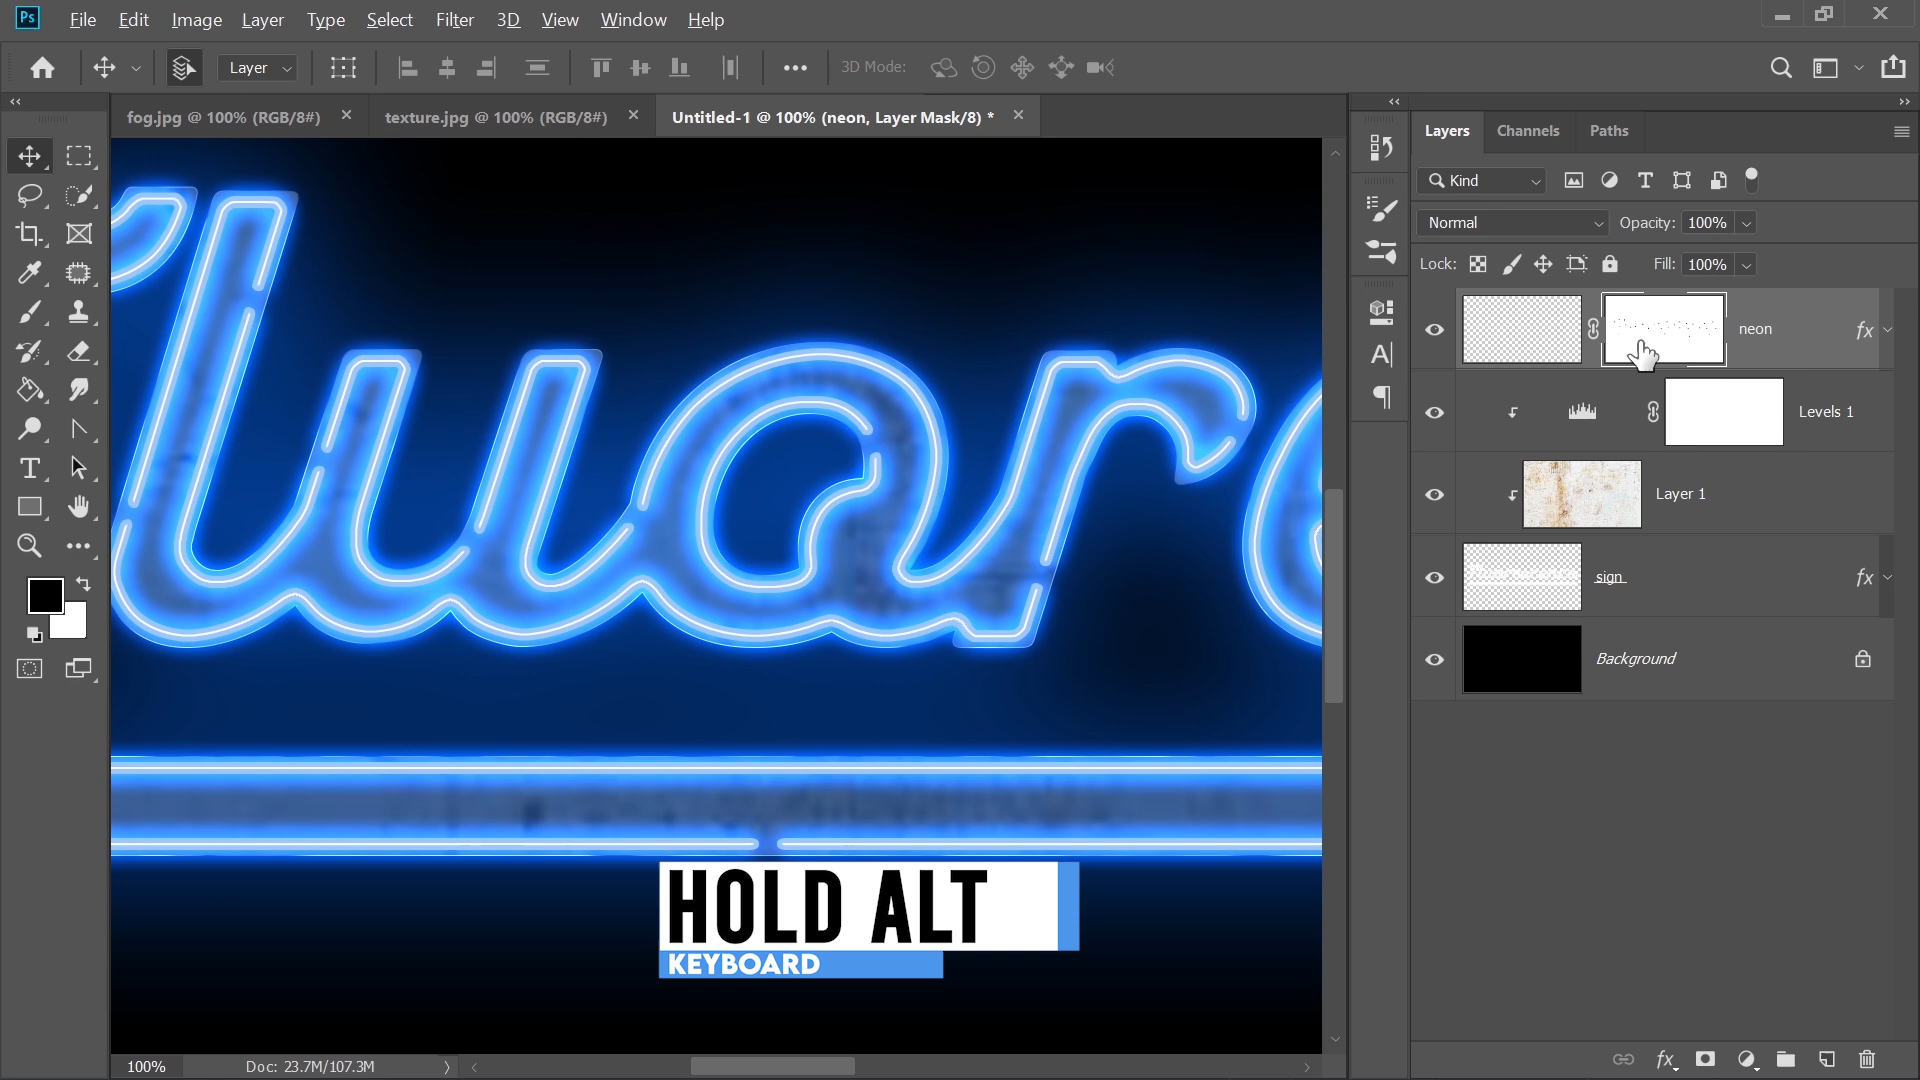 Ps File Edit Image Layer Type Select Filter 3D View Window Help
Layer 3D Mode:
fog.jpg @ 100% (RGB/8#) texture.jpg @ 100% (RGB/8#) Untitled-1 @ 100% (neon, Layer Mask/8) *
Layers Channels Paths
Kind
Normal Opacity: 100%
Lock: Fill: 100%
neon fx
Levels 1
Layer 1
sign fx
Background
HOLD ALT
KEYBOARD
100% Doc: 23.7M/107.3M